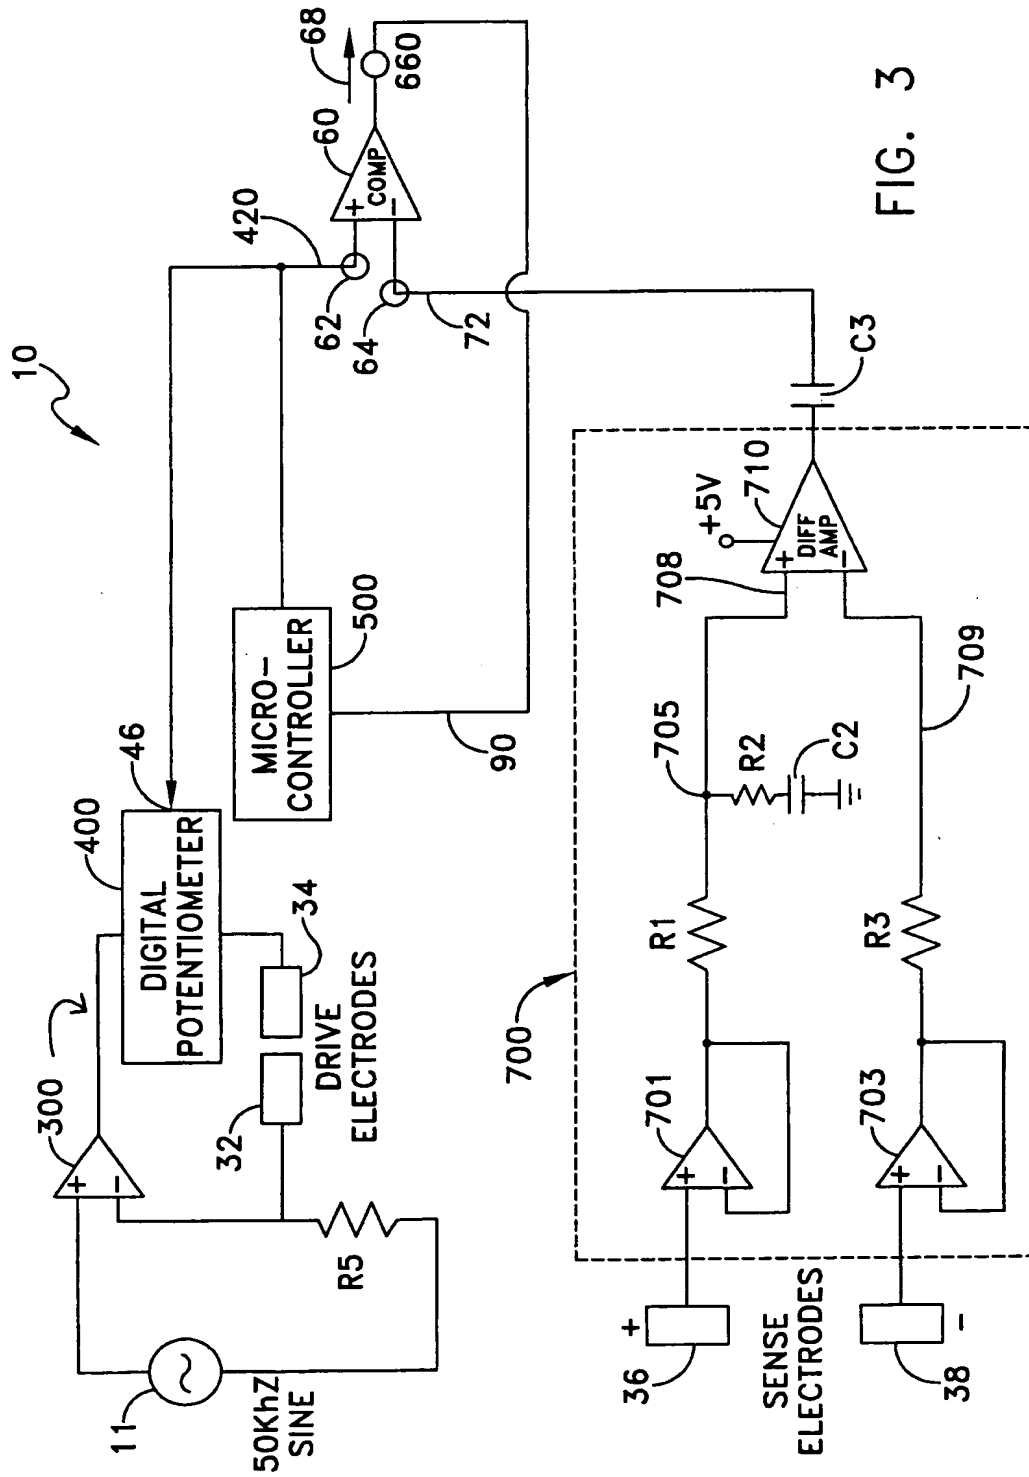 10
300
+
−
400
DIGITAL
POTENTIOMETER
46
34
32
DRIVE
ELECTRODES
R5
11
50KhZ
SINE
MICRO-
CONTROLLER
500
90
420
62
64
72
+
−
COMP
60
68
660
700
+
36
SENSE
ELECTRODES
38
−
701
+
−
703
+
−
R1
R3
705
R2
C2
708
709
+5V
710
+
−
DIFF
AMP
C3
FIG. 3